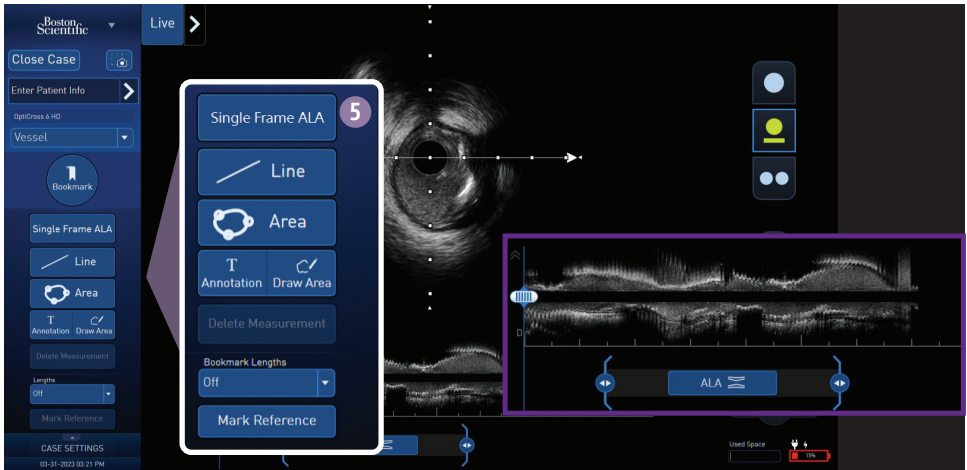 Boston
Scientific
Live
Close Case
Enter Patient Info
OptiCross 6 HD
Vessel
Bookmark
Single Frame ALA
Line
Area
T
Annotation
Draw Area
Delete Measurement
Lengths
Off
Mark Reference
CASE SETTINGS
03-31-2023 03:21 PM
Single Frame ALA
5
Line
Area
T
Annotation
Draw Area
Delete Measurement
Bookmark Lengths
Off
Mark Reference
D
ALA
Used Space
10%